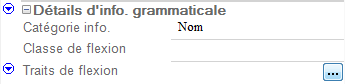 Détails d'info. grammaticale
Catégorie info. Nom
Classe de flexion
Traits de flexion ...